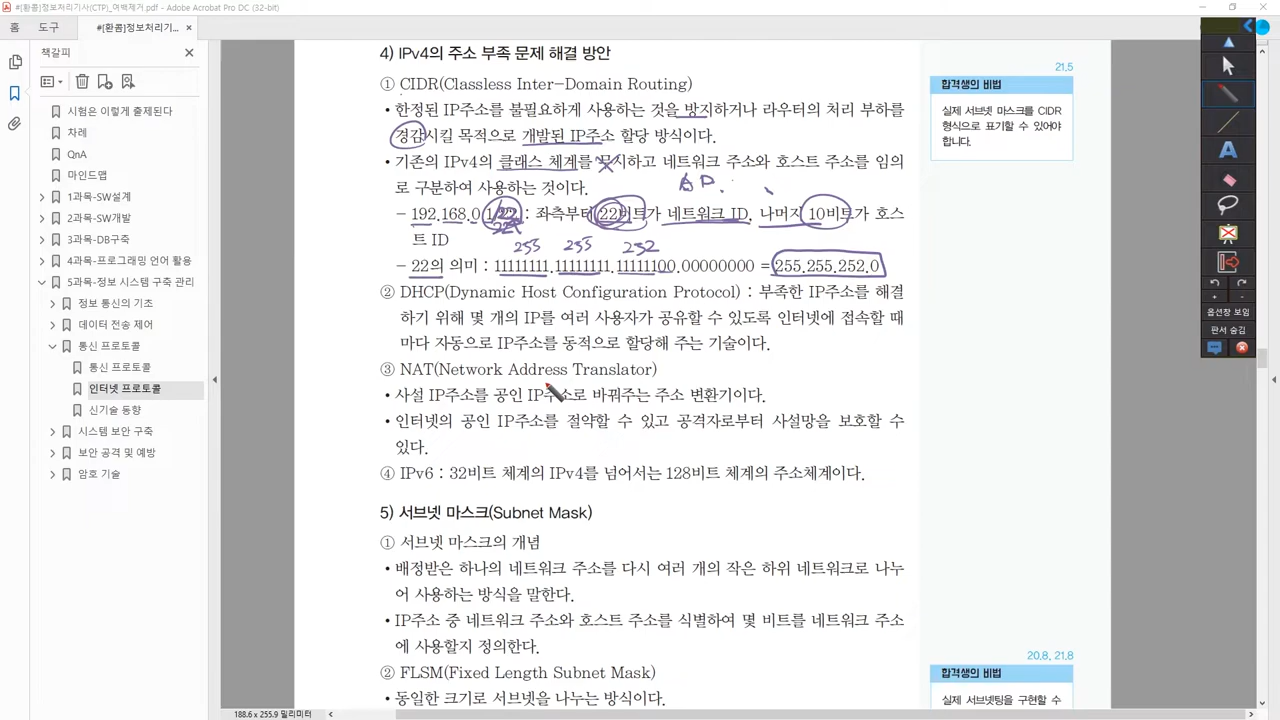 #[환콤]정보처리기사(CTP)_여백제거.pdf - Adobe Acrobat Pro DC (32-bit)
홈 도구 #[환콤]정보처리기... ×
책갈피
시험은 이렇게 출제된다
차례
QnA
마인드맵
1과목-SW설계
2과목-SW개발
3과목-DB구축
4과목-프로그래밍 언어 활용
5과목-정보 시스템 구축 관리
정보 통신의 기초
데이터 전송 제어
통신 프로토콜
통신 프로토콜
인터넷 프로토콜
신기술 동향
시스템 보안 구축
보안 공격 및 예방
암호 기술
4) IPv4의 주소 부족 문제 해결 방안
① CIDR(Classless Inter-Domain Routing)
• 한정된 IP주소를 불필요하게 사용하는 것을 방지하거나 라우터의 처리 부하를
경감시킬 목적으로 개발된 IP주소 할당 방식이다.
• 기존의 IPv4의 클래스 체계를 무시하고 네트워크 주소와 호스트 주소를 임의
로 구분하여 사용하는 것이다.
- 192.168.0.1/22 : 좌측부터 22비트가 네트워크 ID, 나머지 10비트가 호스
트 ID
255 255 252
- 22의 의미 : 11111111.11111111.11111100.00000000 = 255.255.252.0
② DHCP(Dynamic Host Configuration Protocol) : 부족한 IP주소를 해결
하기 위해 몇 개의 IP를 여러 사용자가 공유할 수 있도록 인터넷에 접속할 때
마다 자동으로 IP주소를 동적으로 할당해 주는 기술이다.
③ NAT(Network Address Translator)
• 사설 IP주소를 공인 IP주소로 바꿔주는 주소 변환기이다.
• 인터넷의 공인 IP주소를 절약할 수 있고 공격자로부터 사설망을 보호할 수
있다.
④ IPv6 : 32비트 체계의 IPv4를 넘어서는 128비트 체계의 주소체계이다.
5) 서브넷 마스크(Subnet Mask)
① 서브넷 마스크의 개념
• 배정받은 하나의 네트워크 주소를 다시 여러 개의 작은 하위 네트워크로 나누
어 사용하는 방식을 말한다.
• IP주소 중 네트워크 주소와 호스트 주소를 식별하여 몇 비트를 네트워크 주소
에 사용할지 정의한다.
② FLSM(Fixed Length Subnet Mask)
• 동일한 크기로 서브넷을 나누는 방식이다.
21.5
합격생의 비법
실제 서브넷 마스크를 CIDR
형식으로 표기할 수 있어야
합니다.
20.8, 21.8
합격생의 비법
실제 서브넷팅을 구현할 수
옵션창 보임
판서 숨김
188.6 x 255.9 밀리미터